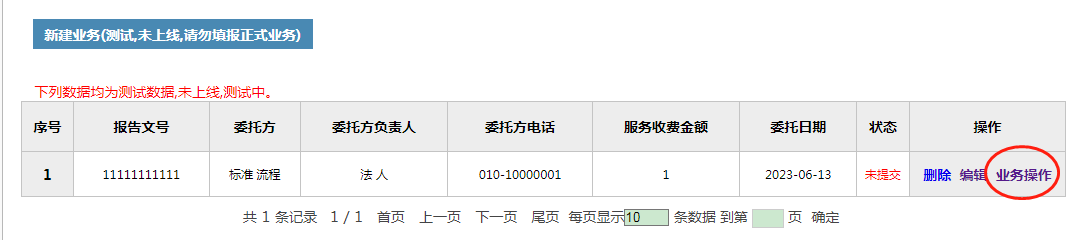 新建业务(测试,未上线,请勿填报正式业务)
下列数据均为测试数据,未上线,测试中。
序号 报告文号 委托方 委托方负责人 委托方电话 服务收费金额 委托日期 状态 操作
1 11111111111 标准 流程 法 人 010-10000001 1 2023-06-13 未提交 删除 编辑 业务操作
共 1 条记录 1 / 1 首页 上一页 下一页 尾页 每页显示 10 条数据 到第 页 确定